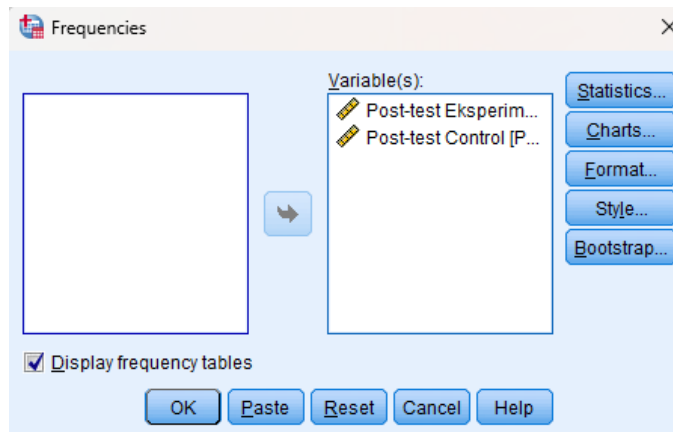 Frequencies
Variable(s):
Post-test Eksperim...
Post-test Control [P...
Statistics...
Charts...
Format...
Style...
Bootstrap...
Display frequency tables
OK Paste Reset Cancel Help